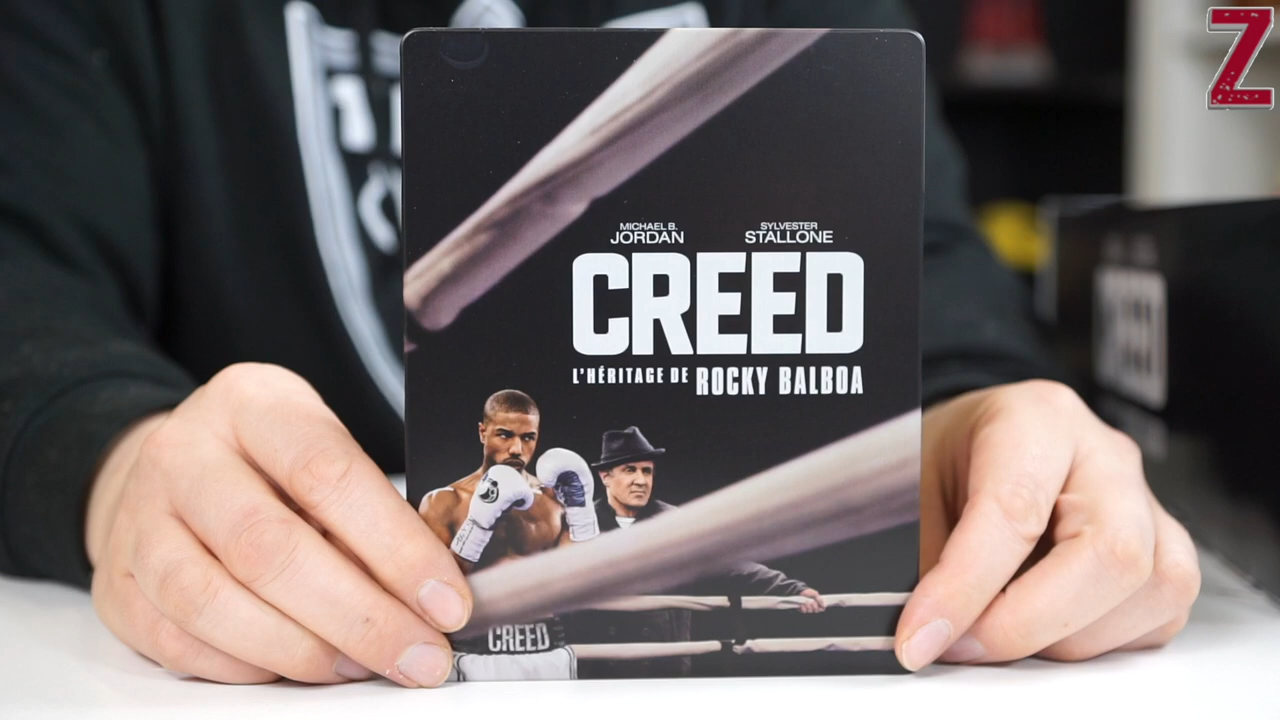 MICHAEL B.
JORDAN
SYLVESTER
STALLONE
CREED
L'HÉRITAGE DE ROCKY BALBOA
CREED
Z